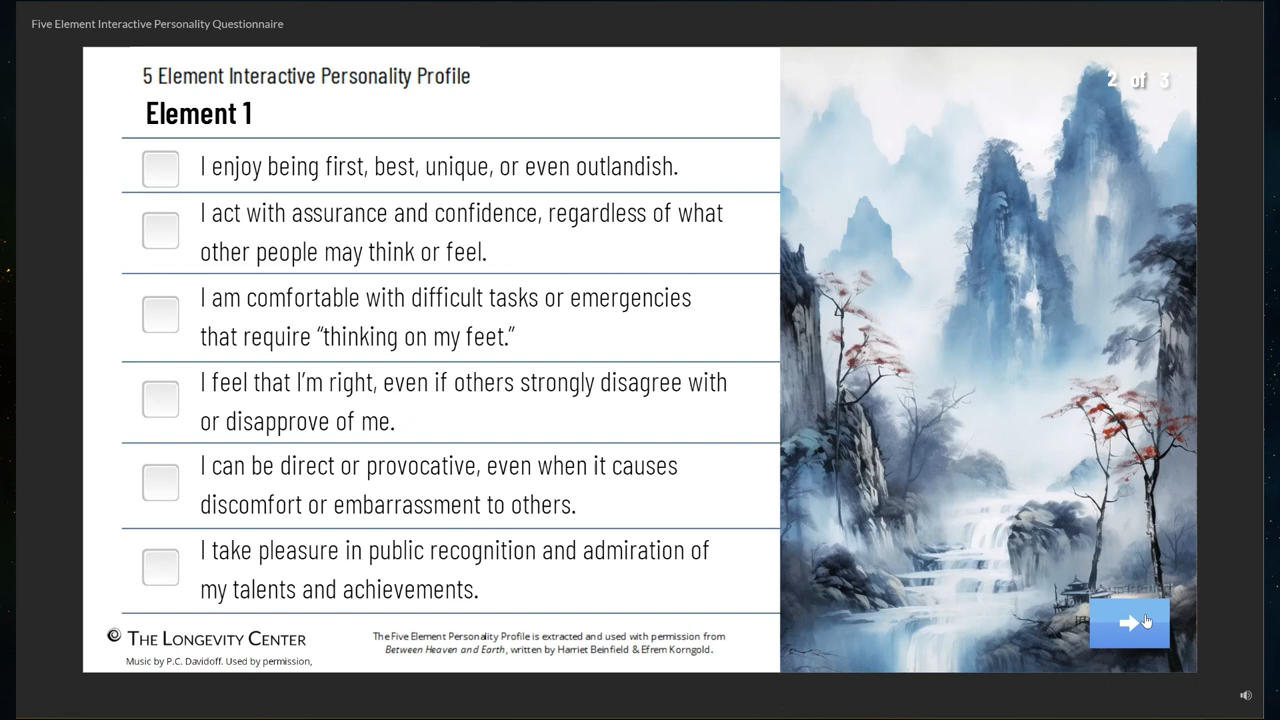 Five Element Interactive Personality Questionnaire
5 Element Interactive Personality Profile
2 of 3
Element 1
I enjoy being first, best, unique, or even outlandish.
I act with assurance and confidence, regardless of what
other people may think or feel.
I am comfortable with difficult tasks or emergencies
that require “thinking on my feet.”
I feel that I’m right, even if others strongly disagree with
or disapprove of me.
I can be direct or provocative, even when it causes
discomfort or embarrassment to others.
I take pleasure in public recognition and admiration of
my talents and achievements.
THE LONGEVITY CENTER
Music by P.C. Davidoff. Used by permission,
The Five Element Personality Profile is extracted and used with permission from
Between Heaven and Earth, written by Harriet Beinfield & Efrem Korngold.